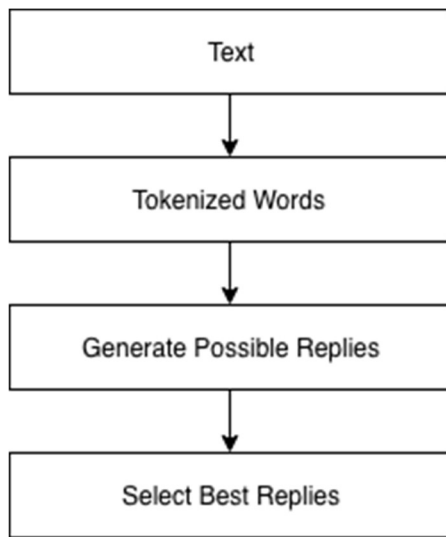 Text
Tokenized Words
Generate Possible Replies
Select Best Replies